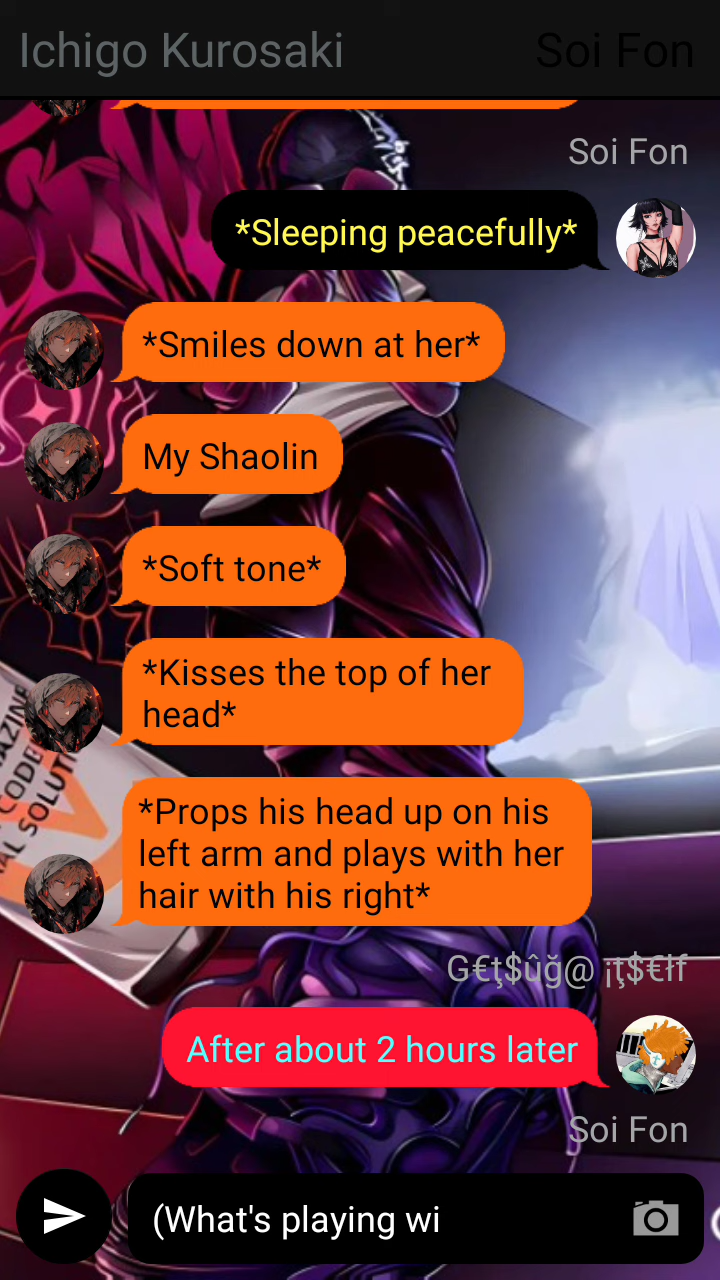 Ichigo Kurosaki
Soi Fon
Soi Fon
*Sleeping peacefully*
*Smiles down at her*
My Shaolin
*Soft tone*
*Kisses the top of her
head*
*Props his head up on his
left arm and plays with her
hair with his right*
G€ţ$ûğ@ ¡ţ$€łf
After about 2 hours later
Soi Fon
(What's playing wi